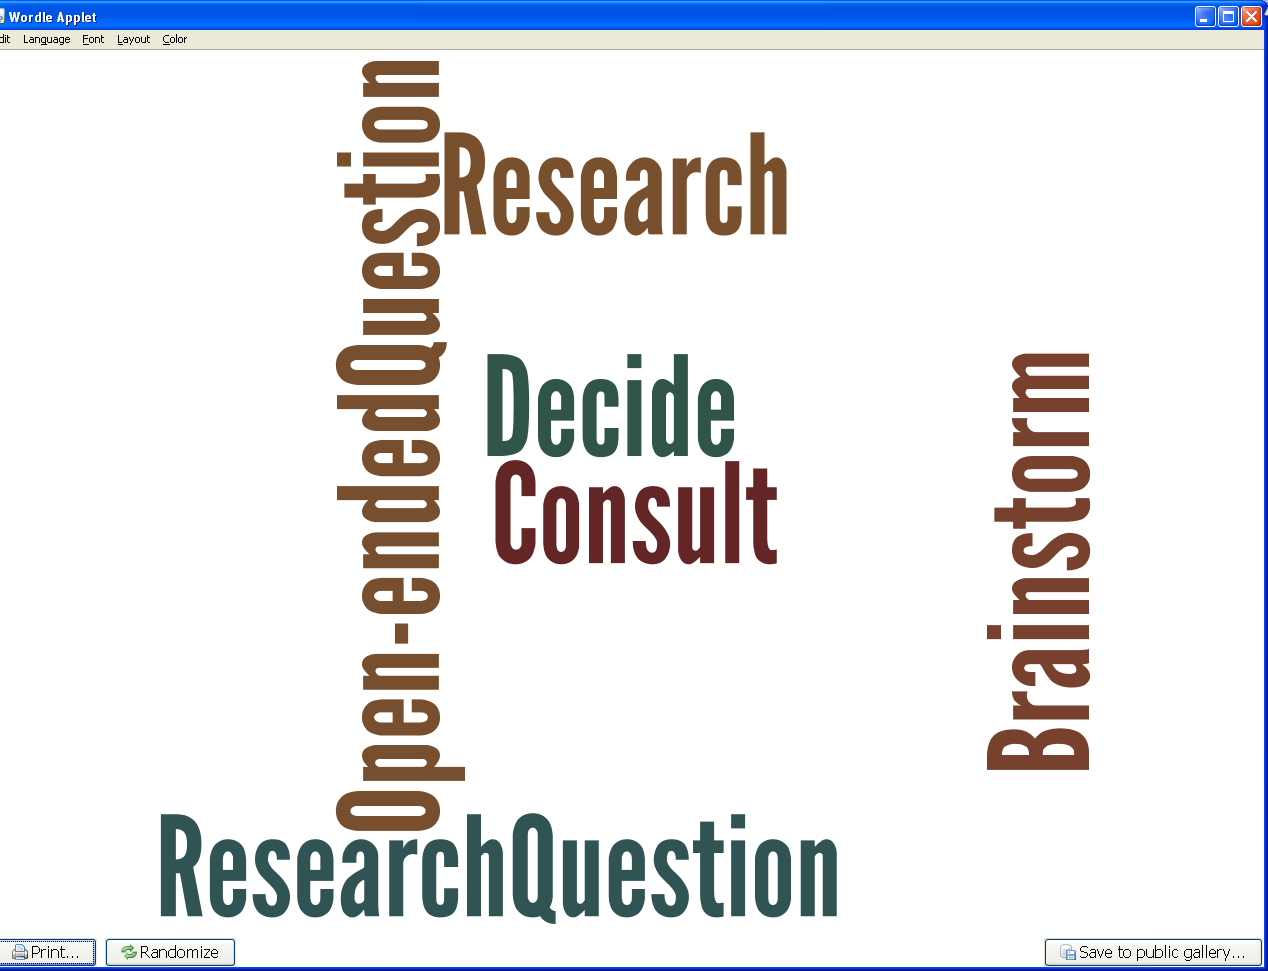 Wordle Applet
Language Font Layout Color
Open-endedQuestion
Research
Decide
Consult
Brainstorm
ResearchQuestion
Print... Randomize Save to public gallery...